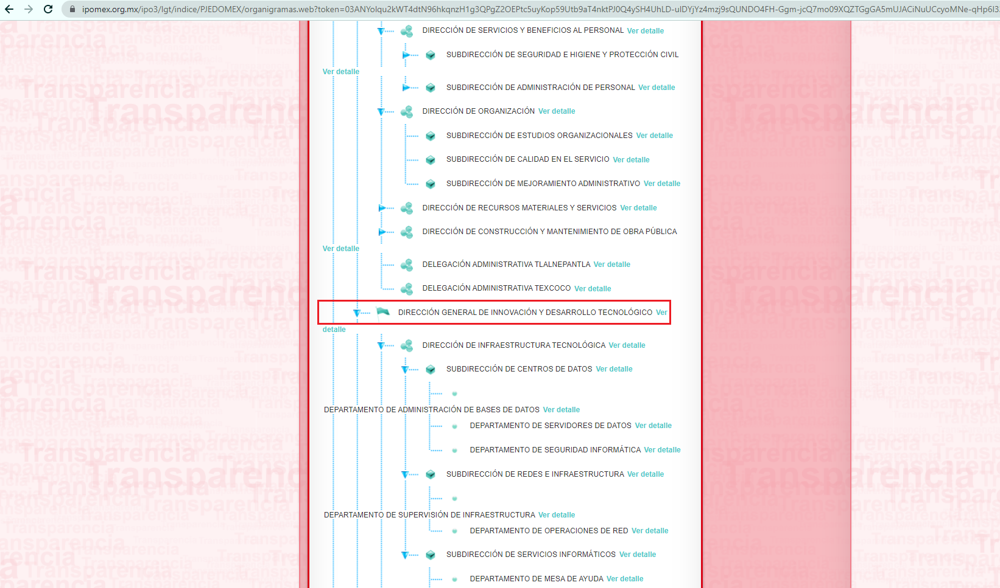 ipomex.org.mx/ipo3/lgt/indice/PJEDOMEX/organigramas.web?token=
DIRECCIÓN DE SERVICIOS Y BENEFICIOS AL PERSONAL Ver detalle
SUBDIRECCIÓN DE SEGURIDAD E HIGIENE Y PROTECCIÓN CIVIL
Ver detalle
SUBDIRECCIÓN DE ADMINISTRACIÓN DE PERSONAL Ver detalle
DIRECCIÓN DE ORGANIZACIÓN Ver detalle
SUBDIRECCIÓN DE ESTUDIOS ORGANIZACIONALES Ver detalle
SUBDIRECCIÓN DE CALIDAD EN EL SERVICIO Ver detalle
SUBDIRECCIÓN DE MEJORAMIENTO ADMINISTRATIVO Ver detalle
DIRECCIÓN DE RECURSOS MATERIALES Y SERVICIOS Ver detalle
DIRECCIÓN DE CONSTRUCCIÓN Y MANTENIMIENTO DE OBRA PÚBLICA
Ver detalle
DELEGACIÓN ADMINISTRATIVA TLALNEPANTLA Ver detalle
DELEGACIÓN ADMINISTRATIVA TEXCOCO Ver detalle
DIRECCIÓN GENERAL DE INNOVACIÓN Y DESARROLLO TECNOLÓGICO Ver
detalle
DIRECCIÓN DE INFRAESTRUCTURA TECNOLÓGICA Ver detalle
SUBDIRECCIÓN DE CENTROS DE DATOS Ver detalle
DEPARTAMENTO DE ADMINISTRACIÓN DE BASES DE DATOS Ver detalle
DEPARTAMENTO DE SERVIDORES DE DATOS Ver detalle
DEPARTAMENTO DE SEGURIDAD INFORMÁTICA Ver detalle
SUBDIRECCIÓN DE REDES E INFRAESTRUCTURA Ver detalle
DEPARTAMENTO DE SUPERVISIÓN DE INFRAESTRUCTURA Ver detalle
DEPARTAMENTO DE OPERACIONES DE RED Ver detalle
SUBDIRECCIÓN DE SERVICIOS INFORMÁTICOS Ver detalle
DEPARTAMENTO DE MESA DE AYUDA Ver detalle